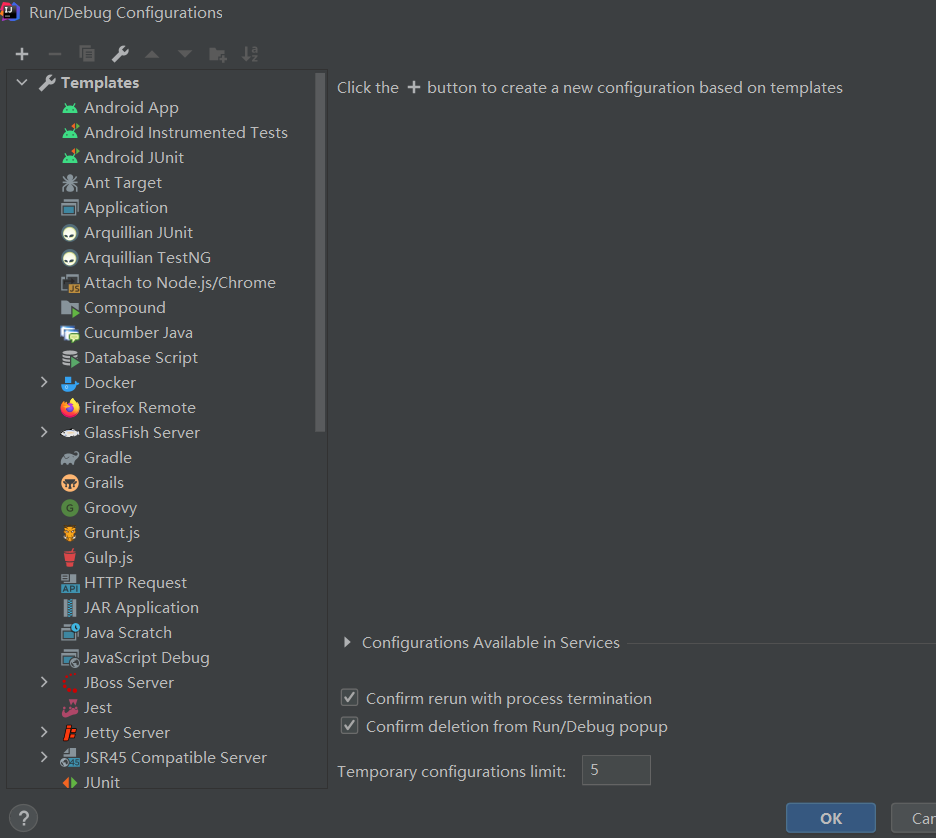 Run/Debug Configurations
Templates
Android App
Android Instrumented Tests
Android JUnit
Ant Target
Application
Arquillian JUnit
Arquillian TestNG
Attach to Node.js/Chrome
Compound
Cucumber Java
Database Script
Docker
Firefox Remote
GlassFish Server
Gradle
Grails
Groovy
Grunt.js
Gulp.js
HTTP Request
JAR Application
Java Scratch
JavaScript Debug
JBoss Server
Jest
Jetty Server
JSR45 Compatible Server
JUnit
Click the + button to create a new configuration based on templates
Configurations Available in Services
Confirm rerun with process termination
Confirm deletion from Run/Debug popup
Temporary configurations limit: 5
?
OK
Can